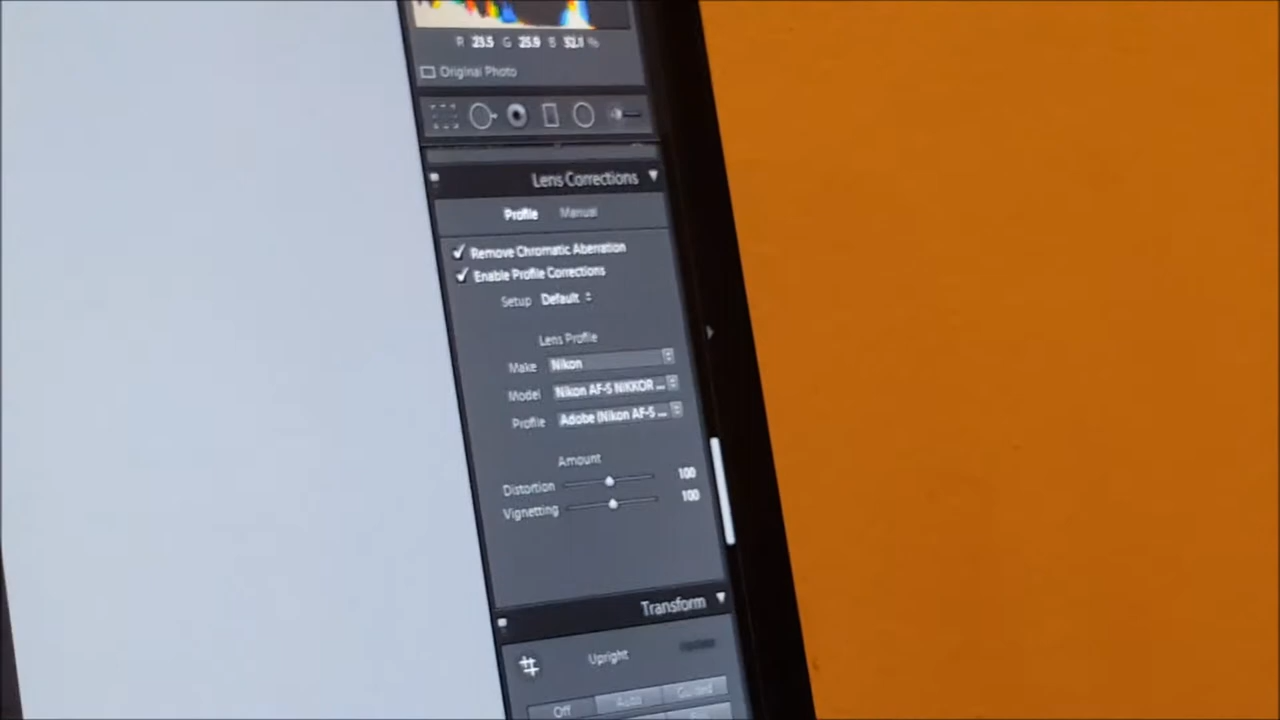 R 23.5 G 25.9 B 32.1 %
Original Photo
Lens Corrections
Profile Manual
Remove Chromatic Aberration
Enable Profile Corrections
Setup Default
Lens Profile
Make Nikon
Model Nikon AF-S NIKKOR ...
Profile Adobe (Nikon AF-S ...
Amount
Distortion 100
Vignetting 100
Transform
Upright
Off Auto Guided